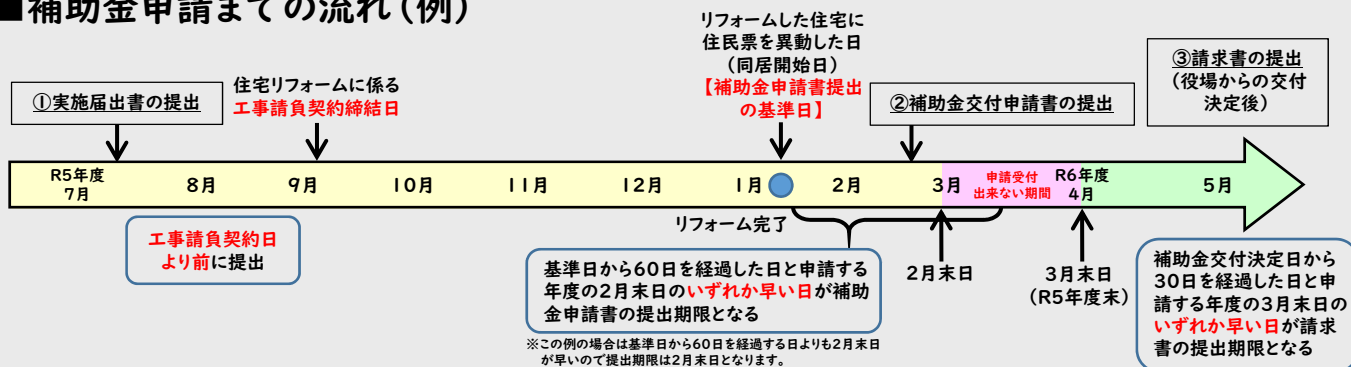 ■補助金申請までの流れ（例）
リフォームした住宅に
住民票を異動した日
（同居開始日）
【補助金申請書提出
の基準日】
住宅リフォームに係る
工事請負契約締結日
①実施届出書の提出
②補助金交付申請書の提出
③請求書の提出
（役場からの交付
決定後）
R5年度
7月
8月
9月
10月
11月
12月
1月
2月
3月
申請受付
出来ない期間
R6年度
4月
5月
リフォーム完了
工事請負契約日
より前に提出
基準日から60日を経過した日と申請する
年度の2月末日のいずれか早い日が補助
金申請書の提出期限となる
※この例の場合は基準日から60日を経過する日よりも2月末日
が早いので提出期限は2月末日となります。
2月末日
3月末日
（R5年度末）
補助金交付決定日から
30日を経過した日と申
請する年度の3月末日の
いずれか早い日が請求
書の提出期限となる